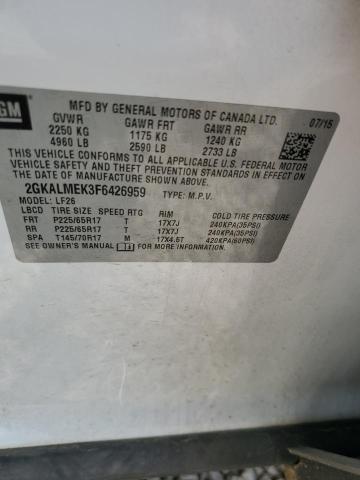 GM
MFD BY GENERAL MOTORS OF CANADA LTD. 07/15
GVWR GAWR FRT GAWR RR
2250 KG 1175 KG 1240 KG
4960 LB 2590 LB 2733 LB
THIS VEHICLE CONFORMS TO ALL APPLICABLE U.S. FEDERAL MOTOR
VEHICLE SAFETY AND THEFT PREVENTION STANDARDS IN EFFECT ON THE
DATE OF MANUFACTURE SHOWN ABOVE.
2GKALMEK3F6426959 TYPE: M.P.V.
MODEL: LF26
LBCD TIRE SIZE SPEED RTG RIM COLD TIRE PRESSURE
FRT P225/65R17 T 17X7J 240KPA(35PSI)
RR P225/65R17 T 17X7J 240KPA(35PSI)
SPA T145/70R17 M 17X4.5T 420KPA(60PSI)
SEE OWNER'S MANUAL FOR MORE INFORMATION.